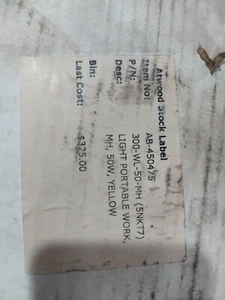 Atwood Stock Label
Item No: AB-450475
P/N: 300-WL-50-MH (5NKT7)
Desc: LIGHT PORTABLE WORK,
MH, 50W, YELLOW
Bin:
Last Cost: $325.00